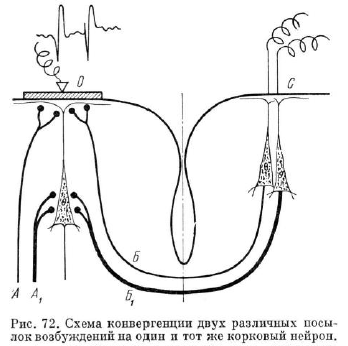 О
С
Б
Б₁
А А₁
Рис. 72. Схема конвергенции двух различных посы-
лок возбуждений на один и тот же корковый нейрон.